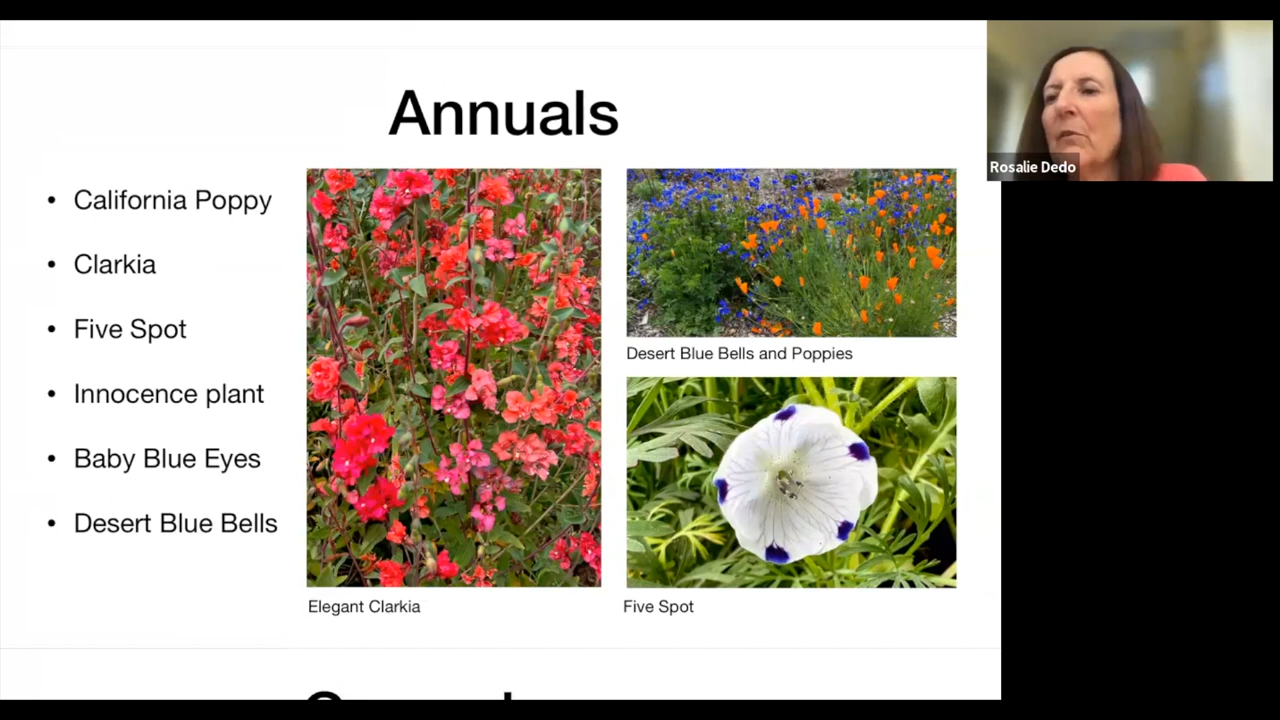 Annuals
• California Poppy
• Clarkia
• Five Spot
• Innocence plant
• Baby Blue Eyes
• Desert Blue Bells
Desert Blue Bells and Poppies
Elegant Clarkia
Five Spot
Rosalie Dedo